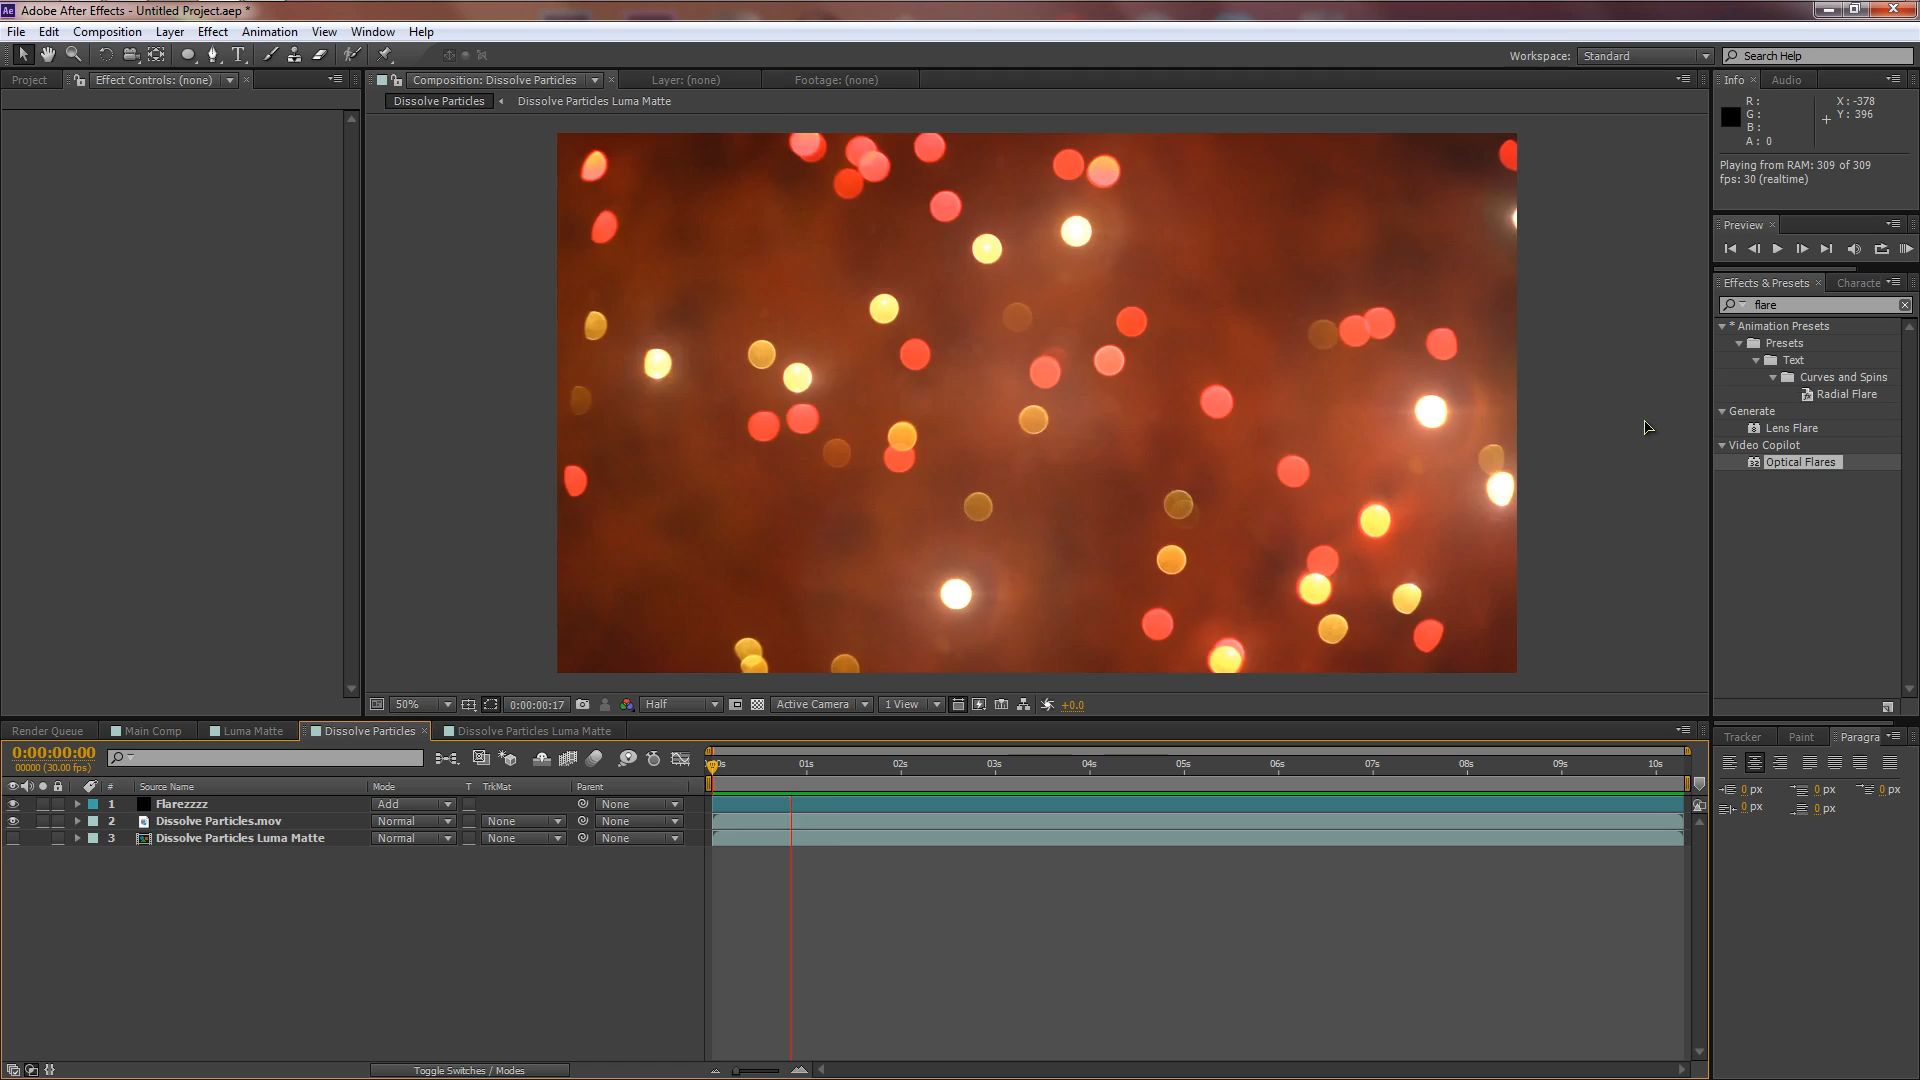 Ae Adobe After Effects - Untitled Project.aep *
File Edit Composition Layer Effect Animation View Window Help
T Workspace: Standard Search Help
Project Effect Controls: (none) Composition: Dissolve Particles Layer: (none) Footage: (none) Info Audio
Dissolve Particles Dissolve Particles Luma Matte
R :
G :
B :
A : 0
X : -378
Y : 396
Playing from RAM: 309 of 309
fps: 30 (realtime)
Preview
Effects & Presets Characte
flare
* Animation Presets
Presets
Text
Curves and Spins
Radial Flare
Generate
Lens Flare
Video Copilot
32 Optical Flares
50% 0:00:00:17 Half Active Camera 1 View +0.0
Render Queue Main Comp Luma Matte Dissolve Particles Dissolve Particles Luma Matte
Tracker Paint Paragra
0:00:00:00
00000 (30.00 fps)
01s 02s 03s 04s 05s 06s 07s 08s 09s 10s
# Source Name Mode T TrkMat Parent
1 Flarezzzz Add None
2 Dissolve Particles.mov Normal None None
3 Dissolve Particles Luma Matte Normal None None
0 px 0 px 0 px
0 px 0 px
Toggle Switches / Modes